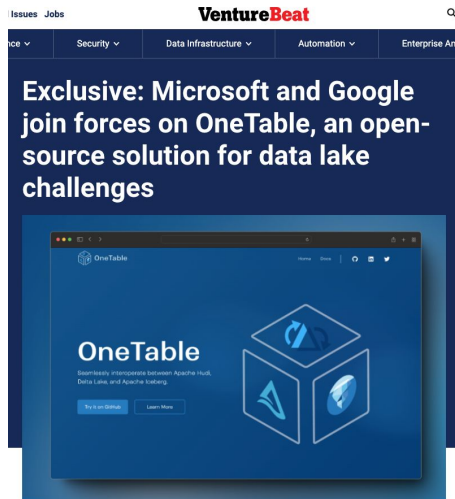 Issues Jobs
VentureBeat
nce
Security
Data Infrastructure
Automation
Enterprise An
Exclusive: Microsoft and Google
join forces on OneTable, an open-
source solution for data lake
challenges
OneTable
Home Docs
OneTable
Seamlessly interoperate between Apache Hudi,
Delta Lake, and Apache Iceberg.
Try it on GitHub
Learn More